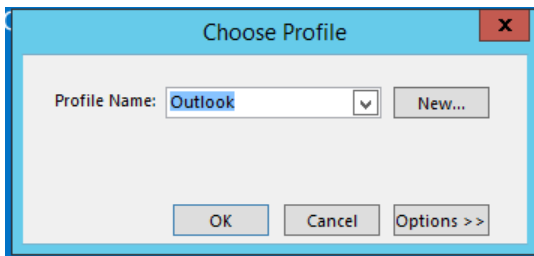 Choose Profile
x
Profile Name: Outlook New...
OK Cancel Options >>